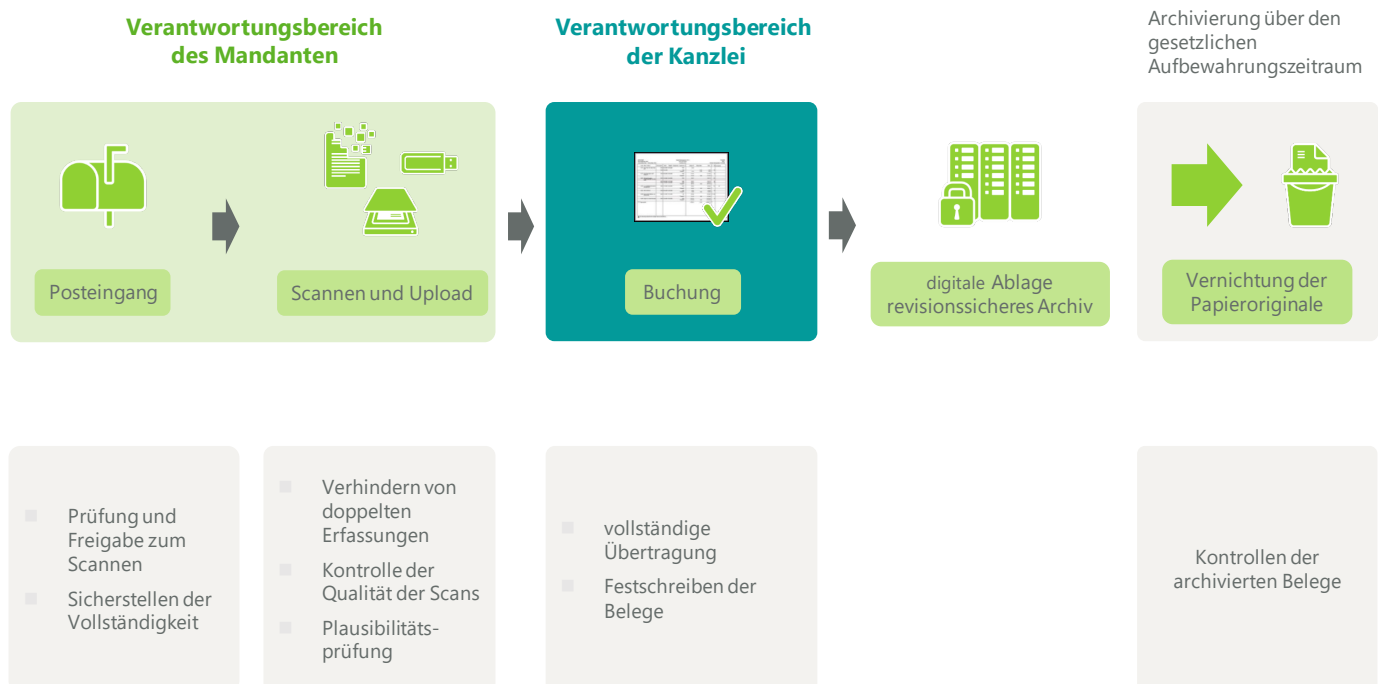 Verantwortungsbereich
des Mandanten
Verantwortungsbereich
der Kanzlei
Archivierung über den
gesetzlichen
Aufbewahrungszeitraum
Posteingang
Scannen und Upload
Buchung
digitale Ablage
revisionssicheres Archiv
Vernichtung der
Papieroriginale
Prüfung und
Freigabe zum
Scannen
Sicherstellen der
Vollständigkeit
Verhindern von
doppelten
Erfassungen
Kontrolle der
Qualität der Scans
Plausibilitäts-
prüfung
vollständige
Übertragung
Festschreiben der
Belege
Kontrollen der
archivierten Belege